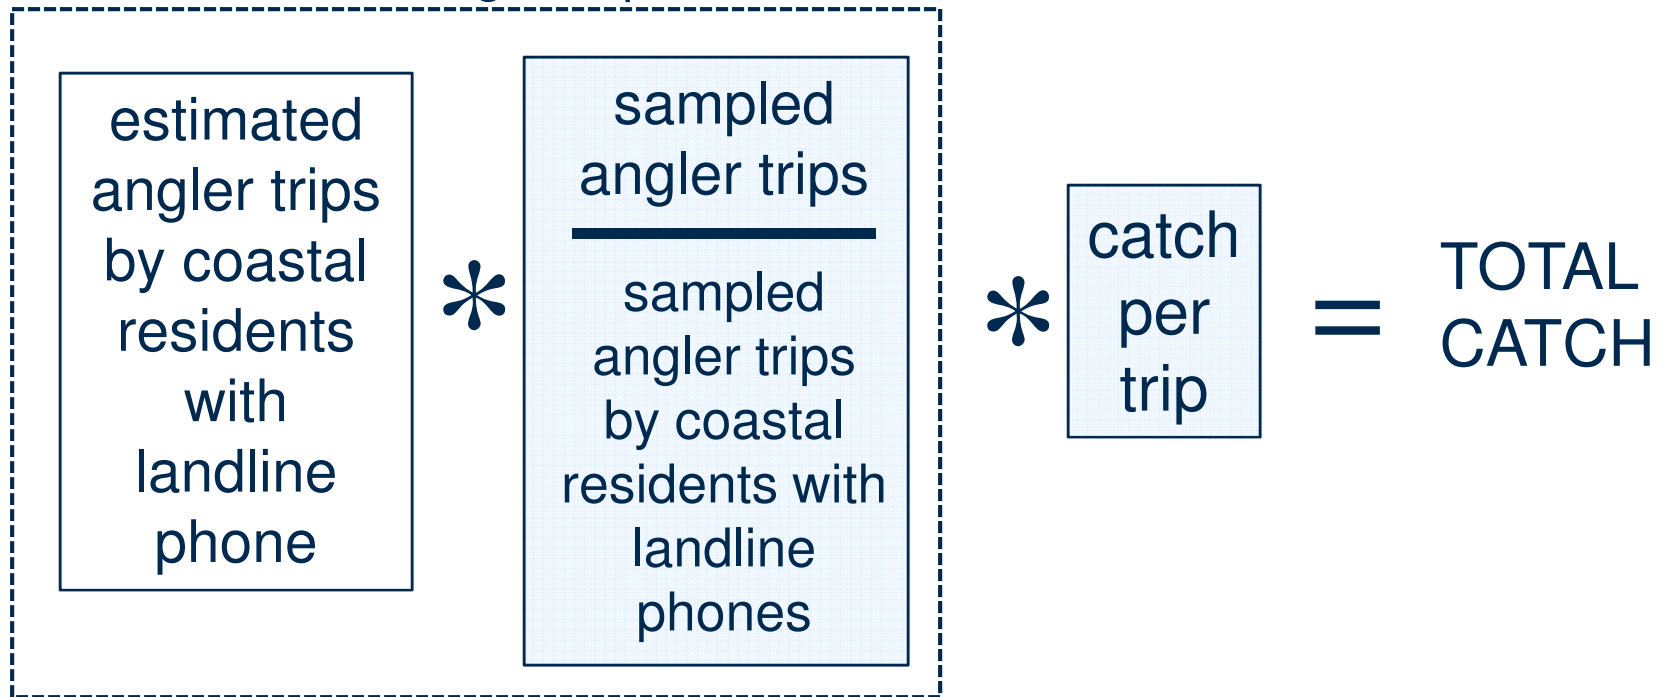 estimated
angler trips
by coastal
residents
with
landline
phone
*
sampled
angler trips
sampled
angler trips
by coastal
residents with
landline
phones
*
catch
per
trip
=
TOTAL
CATCH